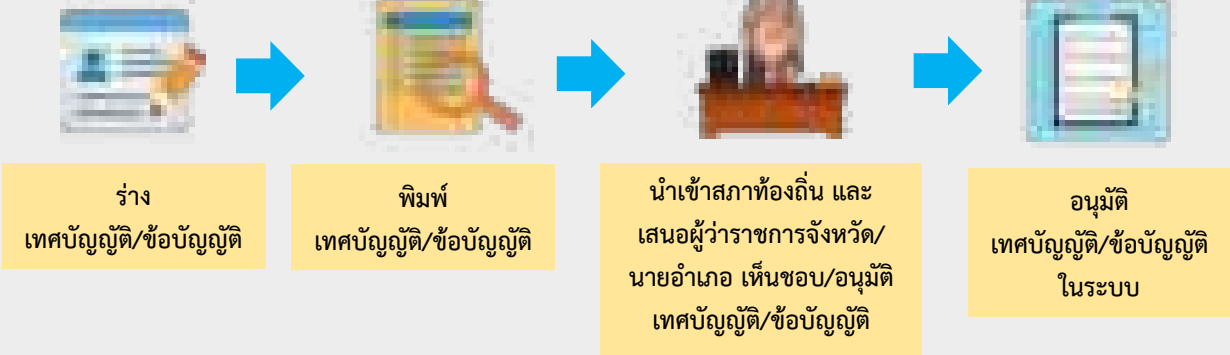 ร่าง
เทศบัญญัติ/ข้อบัญญัติ
พิมพ์
เทศบัญญัติ/ข้อบัญญัติ
นำเข้าสภาท้องถิ่น และ
เสนอผู้ว่าราชการจังหวัด/
นายอำเภอ เห็นชอบ/อนุมัติ
เทศบัญญัติ/ข้อบัญญัติ
อนุมัติ
เทศบัญญัติ/ข้อบัญญัติ
ในระบบ